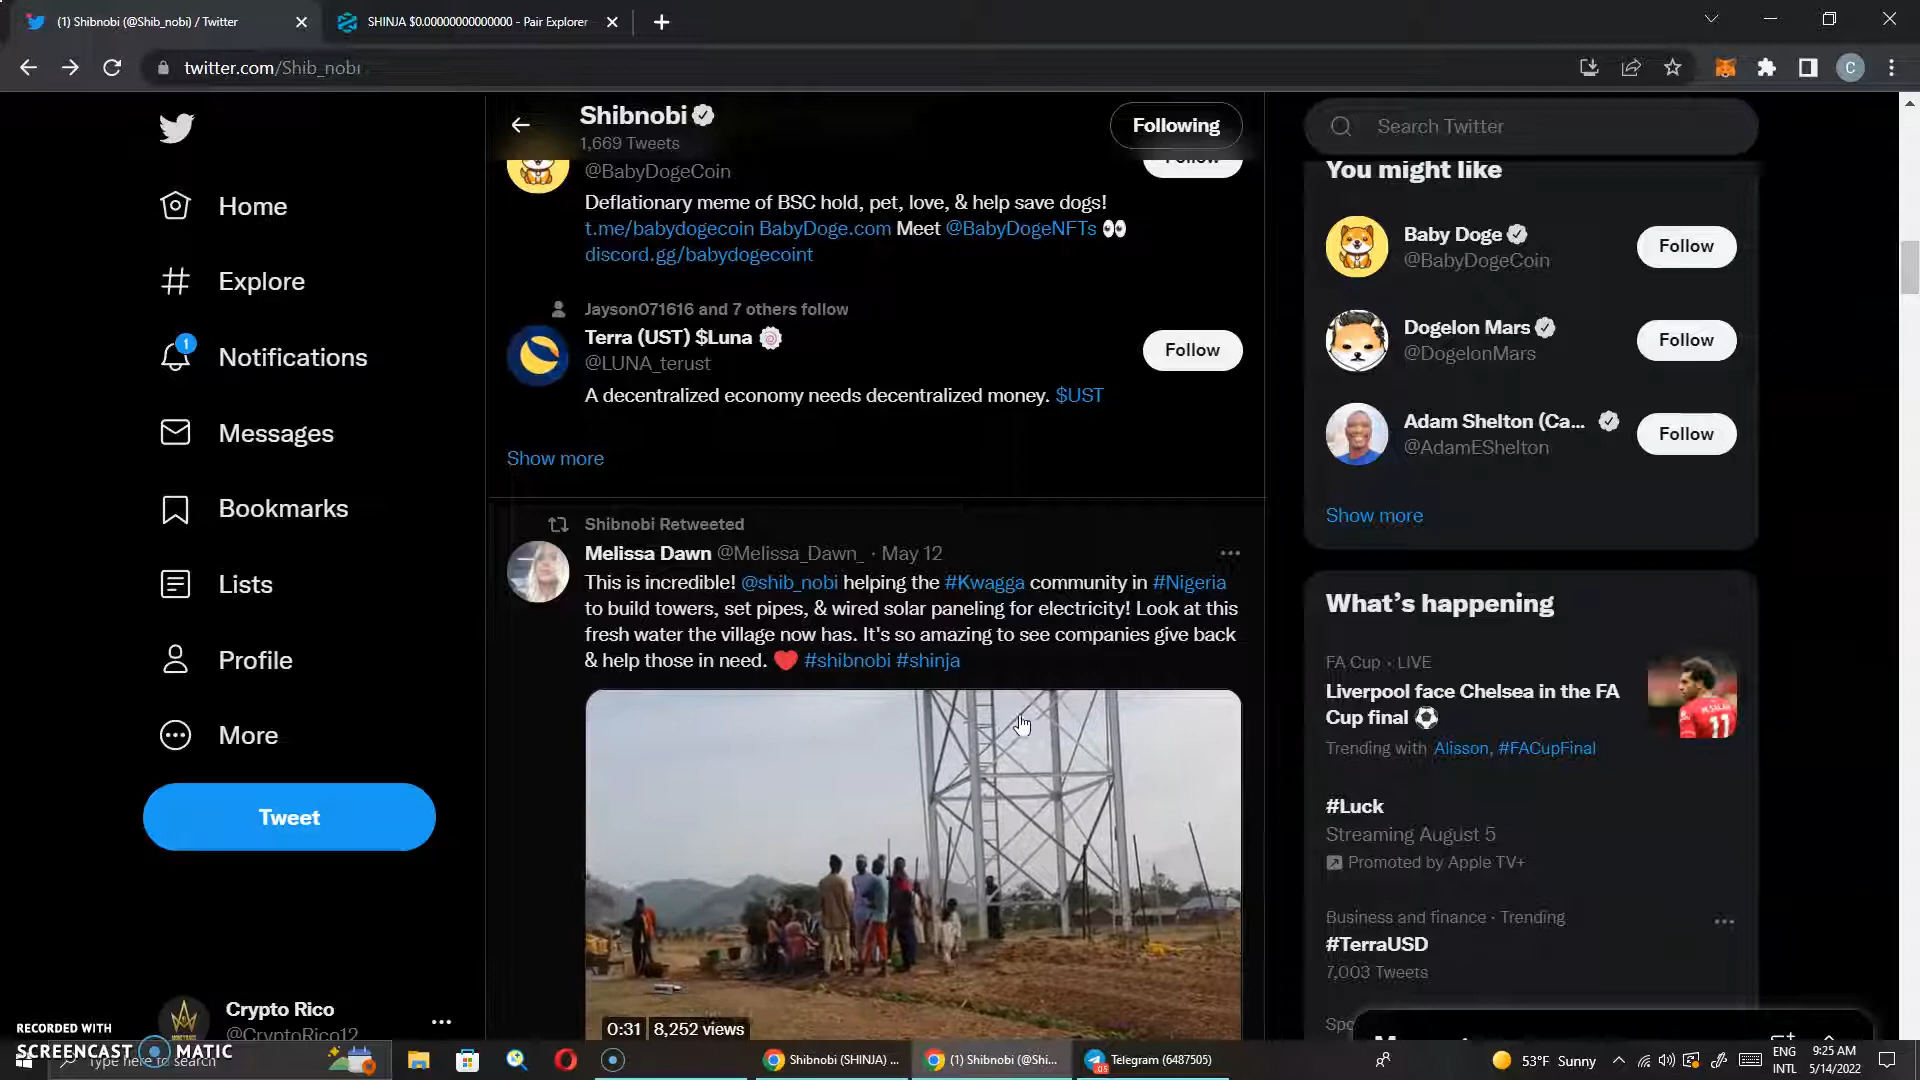 (1) Shibnobi (@Shib_nobi) / Twitter
SHINJA $0.00000000000000 - Pair Explorer
twitter.com/Shib_nobi
C
Home
Explore
1
Notifications
Messages
Bookmarks
Lists
Profile
More
Tweet
Crypto Rico
@CryptoRico12
Shibnobi
1,669 Tweets
Following
@BabyDogeCoin
Follow
Deflationary meme of BSC hold, pet, love, & help save dogs!
t.me/babydogecoin BabyDoge.com Meet @BabyDogeNFTs 👀
discord.gg/babydogecoint
Jayson071616 and 7 others follow
Terra (UST) $Luna 🍥
@LUNA_terust
Follow
A decentralized economy needs decentralized money. $UST
Show more
Shibnobi Retweeted
Melissa Dawn @Melissa_Dawn_ · May 12
This is incredible! @shib_nobi helping the #Kwagga community in #Nigeria
to build towers, set pipes, & wired solar paneling for electricity! Look at this
fresh water the village now has. It's so amazing to see companies give back
& help those in need. ❤️ #shibnobi #shinja
0:31 8,252 views
Search Twitter
You might like
Baby Doge
@BabyDogeCoin
Follow
Dogelon Mars
@DogelonMars
Follow
Adam Shelton (Ca...
@AdamEShelton
Follow
Show more
What's happening
FA Cup · LIVE
Liverpool face Chelsea in the FA
Cup final ⚽
Trending with Alisson, #FACupFinal
#Luck
Streaming August 5
Promoted by Apple TV+
Business and finance · Trending
#TerraUSD
7,003 Tweets
RECORDED WITH
SCREENCAST MATIC
Type here to search
Shibnobi (SHINJA) ...
(1) Shibnobi (@Shi...
Telegram (6487505)
53°F Sunny
ENG
INTL
9:25 AM
5/14/2022